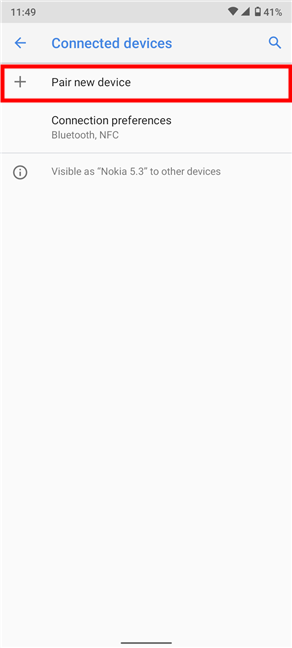 11:49 41%
Connected devices
Pair new device
Connection preferences
Bluetooth, NFC
Visible as “Nokia 5.3” to other devices